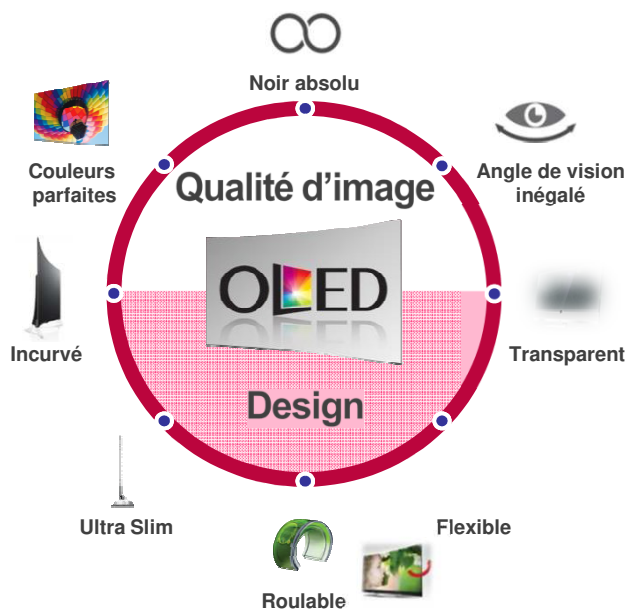 Noir absolu
Couleurs
parfaites
Angle de vision
inégalé
Qualité d'image
OLED
Incurvé
Transparent
Design
Ultra Slim
Flexible
Roulable